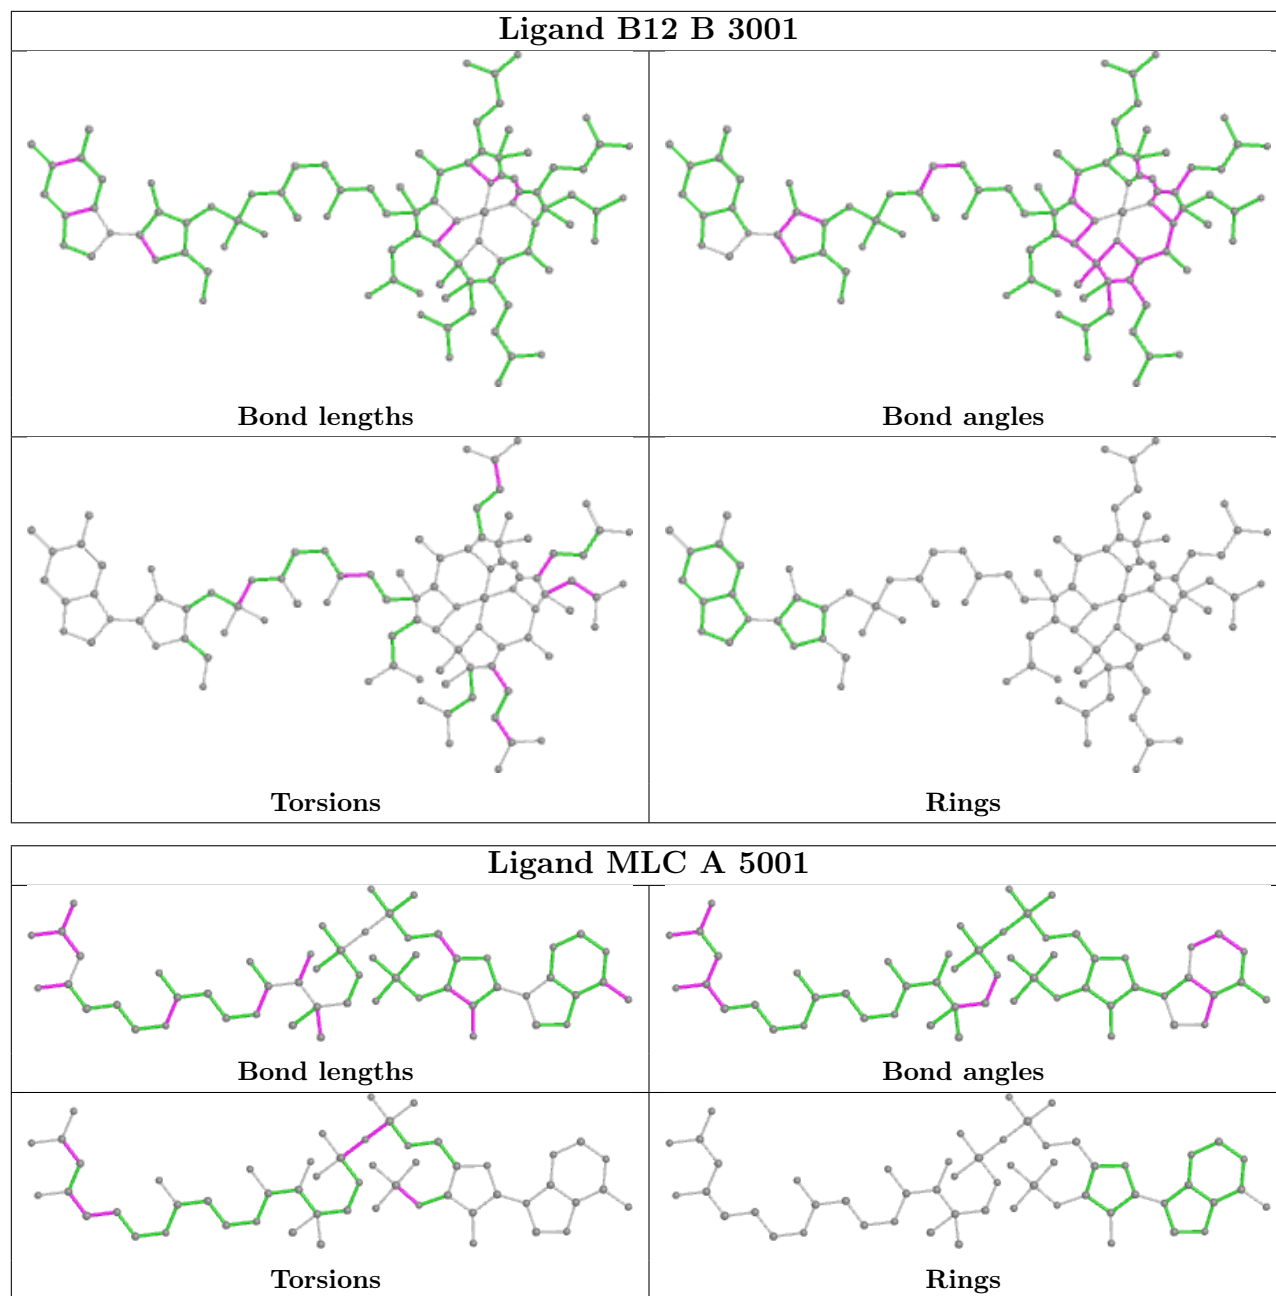 Ligand B12 B 3001
Bond lengths
Bond angles
Torsions
Rings
Ligand MLC A 5001
Bond lengths
Bond angles
Torsions
Rings